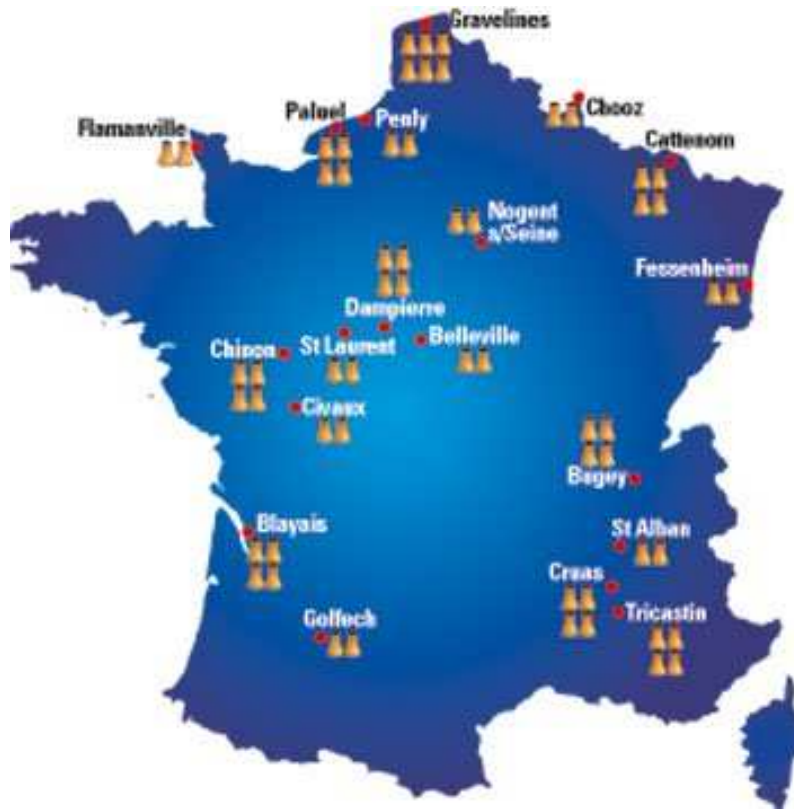 Gravelines
Chooz
Paluel
Penly
Flamanville
Cattenom
Nogent
s/Seine
Fessenheim
Dampierre
Belleville
St Laurent
Chinon
Civaux
Bugey
Blayais
St Alban
Cruas
Tricastin
Golfech